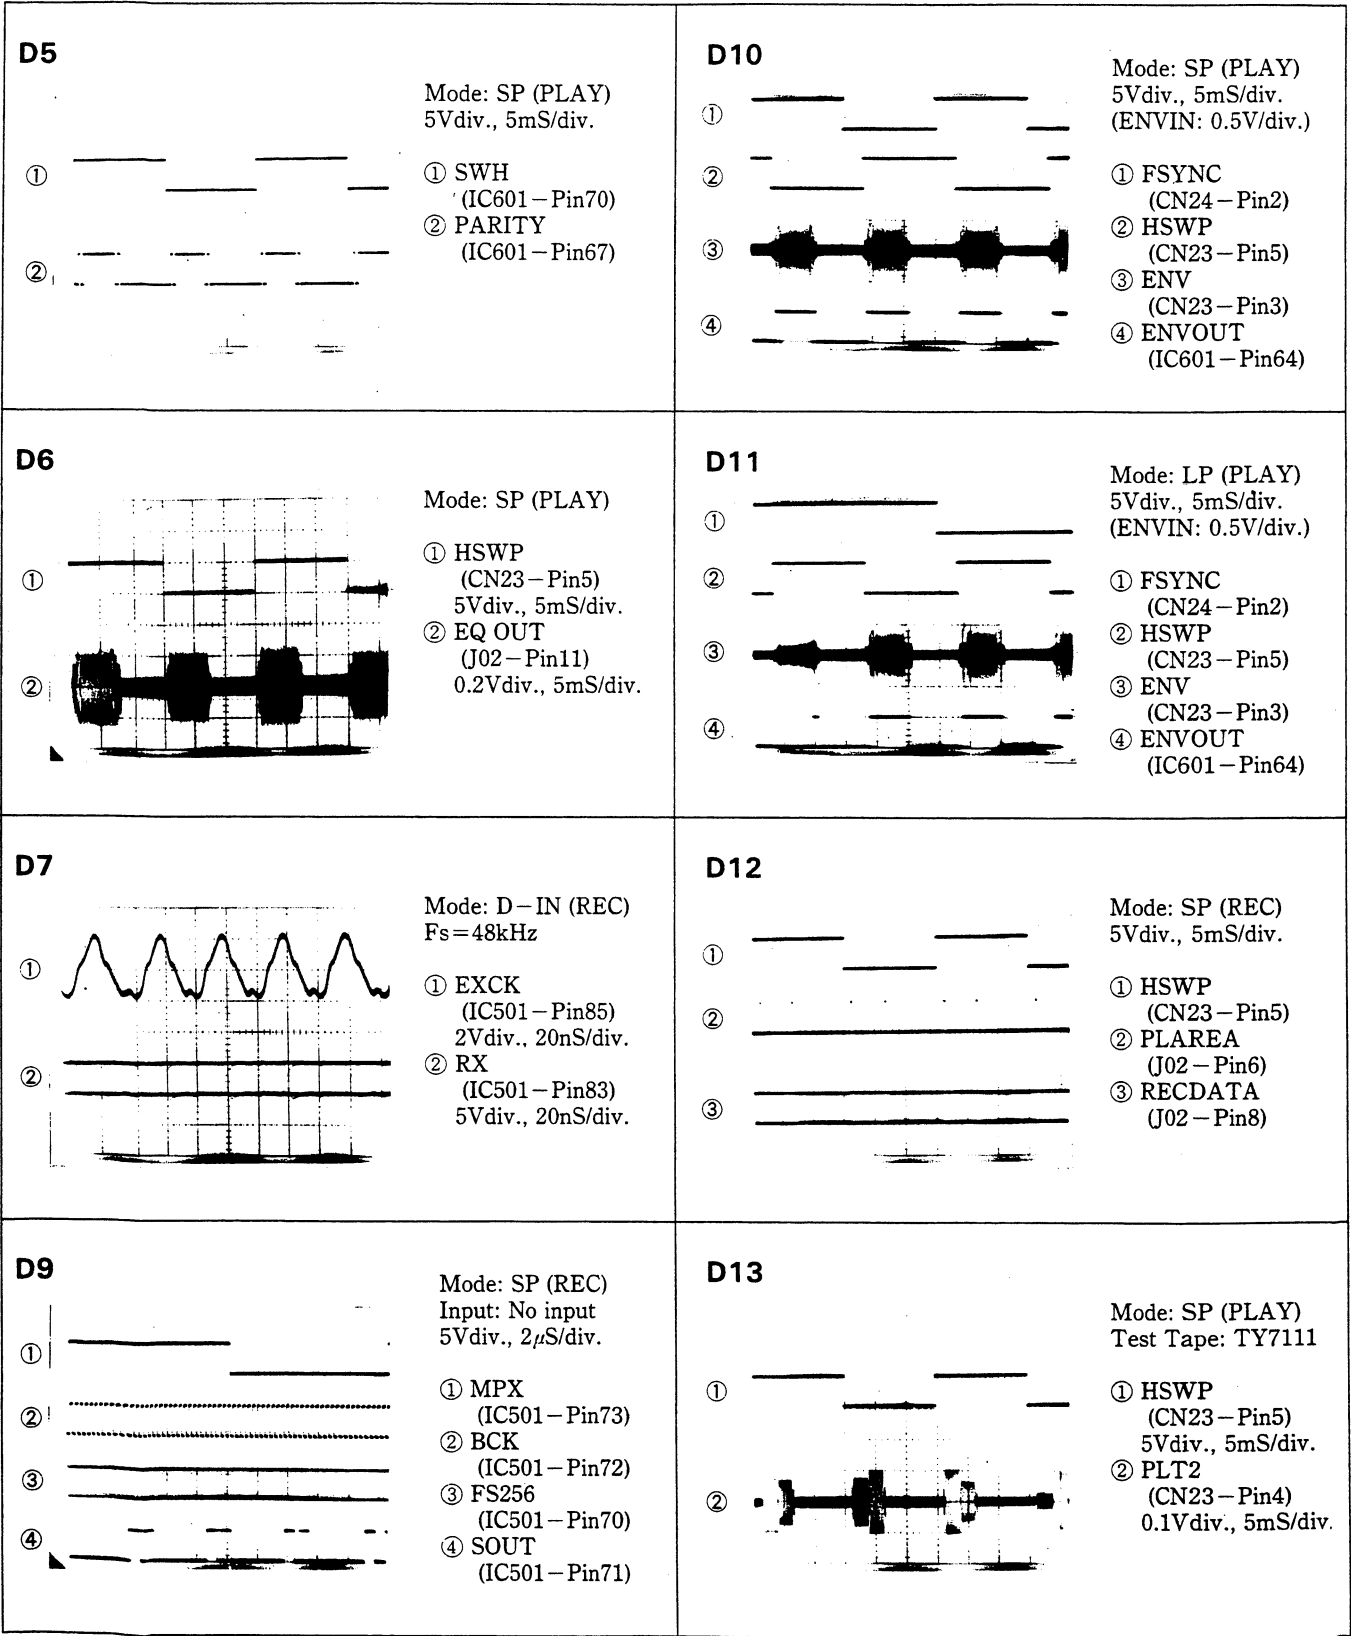 D5
Mode: SP (PLAY)
5Vdiv., 5mS/div.
① SWH
(IC601−Pin70)
② PARITY
(IC601−Pin67)
①
②
D6
Mode: SP (PLAY)
① HSWP
(CN23−Pin5)
5Vdiv., 5mS/div.
② EQ OUT
(J02−Pin11)
0.2Vdiv., 5mS/div.
①
②
D7
Mode: D−IN (REC)
Fs=48kHz
① EXCK
(IC501−Pin85)
2Vdiv., 20nS/div.
② RX
(IC501−Pin83)
5Vdiv., 20nS/div.
①
②
D9
Mode: SP (REC)
Input: No input
5Vdiv., 2μS/div.
① MPX
(IC501−Pin73)
② BCK
(IC501−Pin72)
③ FS256
(IC501−Pin70)
④ SOUT
(IC501−Pin71)
①
②
③
④
D10
Mode: SP (PLAY)
5Vdiv., 5mS/div.
(ENVIN: 0.5V/div.)
① FSYNC
(CN24−Pin2)
② HSWP
(CN23−Pin5)
③ ENV
(CN23−Pin3)
④ ENVOUT
(IC601−Pin64)
①
②
③
④
D11
Mode: LP (PLAY)
5Vdiv., 5mS/div.
(ENVIN: 0.5V/div.)
① FSYNC
(CN24−Pin2)
② HSWP
(CN23−Pin5)
③ ENV
(CN23−Pin3)
④ ENVOUT
(IC601−Pin64)
①
②
③
④
D12
Mode: SP (REC)
5Vdiv., 5mS/div.
① HSWP
(CN23−Pin5)
② PLAREA
(J02−Pin6)
③ RECDATA
(J02−Pin8)
①
②
③
D13
Mode: SP (PLAY)
Test Tape: TY7111
① HSWP
(CN23−Pin5)
5Vdiv., 5mS/div.
② PLT2
(CN23−Pin4)
0.1Vdiv., 5mS/div.
①
②